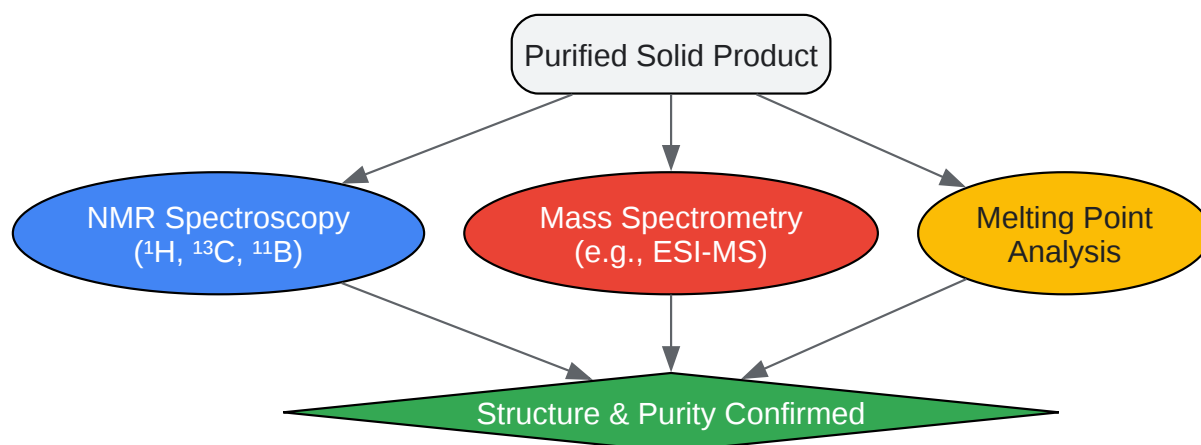 Purified Solid Product
NMR Spectroscopy
(¹H, ¹³C, ¹¹B)
Mass Spectrometry
(e.g., ESI-MS)
Melting Point
Analysis
Structure & Purity Confirmed